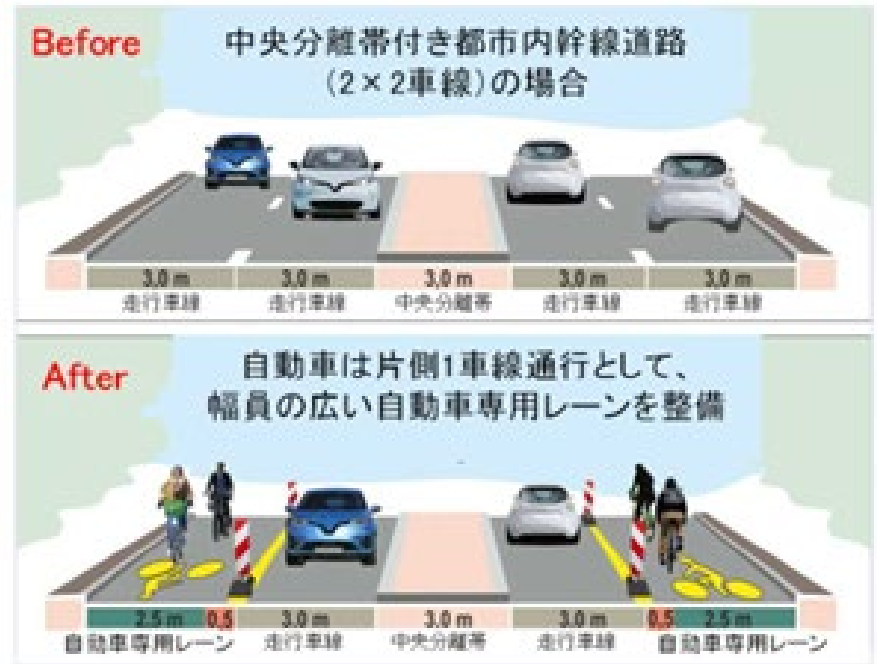 Before
中央分離帯付き都市内幹線道路
(2×2車線)の場合
3,0 m 3,0 m 3,0 m 3,0 m 3,0 m
走行車線 走行車線 中央分離帯 走行車線 走行車線
After
自動車は片側1車線通行として、
幅員の広い自動車専用レーンを整備
2.5 m 0.5 3.0 m 3.0 m 3.0 m 0.5 2.5 m
自動車専用レーン 走行車線 中央分離帯 走行車線 自動車専用レーン